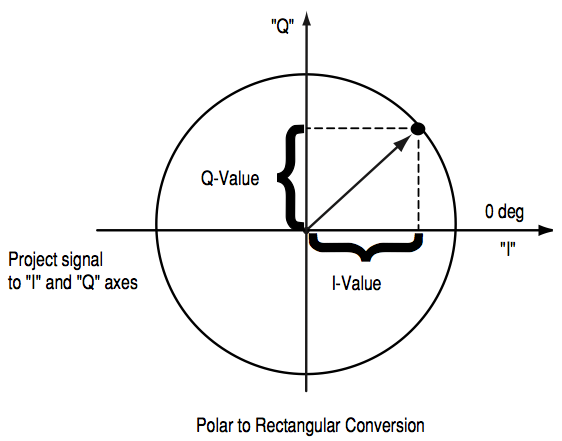 "Q"
Q-Value
0 deg
"I"
Project signal
to "I" and "Q" axes
I-Value
Polar to Rectangular Conversion